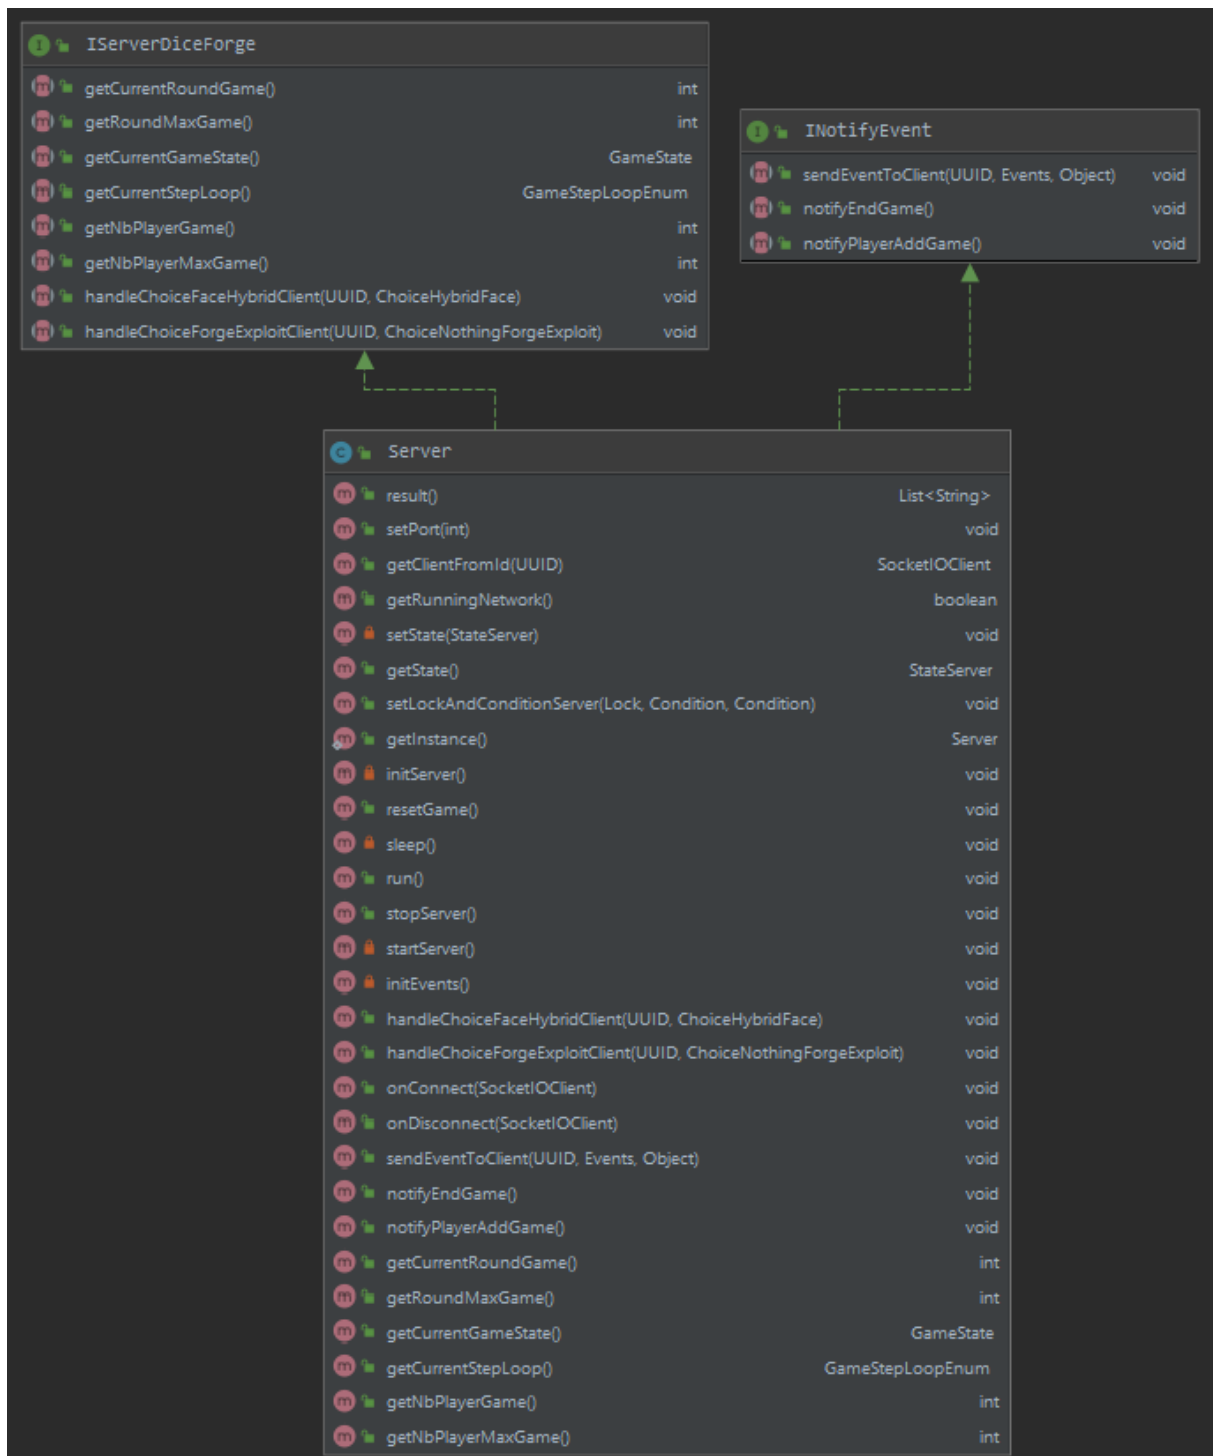 IServerDiceForge
getCurrentRoundGame() int
getRoundMaxGame() int
getCurrentGameState() GameState
getCurrentStepLoop() GameStepLoopEnum
getNbPlayerGame() int
getNbPlayerMaxGame() int
handleChoiceFaceHybridClient(UUID, ChoiceHybridFace) void
handleChoiceForgeExploitClient(UUID, ChoiceNothingForgeExploit) void
INotifyEvent
sendEventToClient(UUID, Events, Object) void
notifyEndGame() void
notifyPlayerAddGame() void
Server
result() List<String>
setPort(int) void
getClientFromId(UUID) SocketIOClient
getRunningNetwork() boolean
setState(StateServer) void
getState() StateServer
setLockAndConditionServer(Lock, Condition, Condition) void
getInstance() Server
initServer() void
resetGame() void
sleep() void
run() void
stopServer() void
startServer() void
initEvents() void
handleChoiceFaceHybridClient(UUID, ChoiceHybridFace) void
handleChoiceForgeExploitClient(UUID, ChoiceNothingForgeExploit) void
onConnect(SocketIOClient) void
onDisconnect(SocketIOClient) void
sendEventToClient(UUID, Events, Object) void
notifyEndGame() void
notifyPlayerAddGame() void
getCurrentRoundGame() int
getRoundMaxGame() int
getCurrentGameState() GameState
getCurrentStepLoop() GameStepLoopEnum
getNbPlayerGame() int
getNbPlayerMaxGame() int